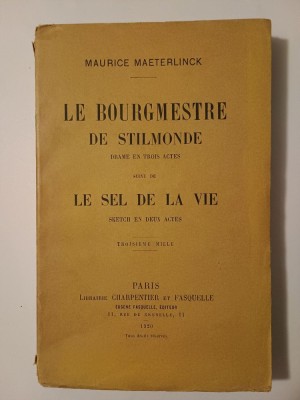 MAURICE MAETERLINCK
LE BOURGMESTRE
DE STILMONDE
DRAME EN TROIS ACTES
SUIVI DE
LE SEL DE LA VIE
SKETCH EN DEUX ACTES
TROISIÈME MILLE
PARIS
LIBRAIRIE CHARPENTIER ET FASQUELLE
EUGÈNE FASQUELLE, ÉDITEUR
11, RUE DE GRENELLE, 11
1920